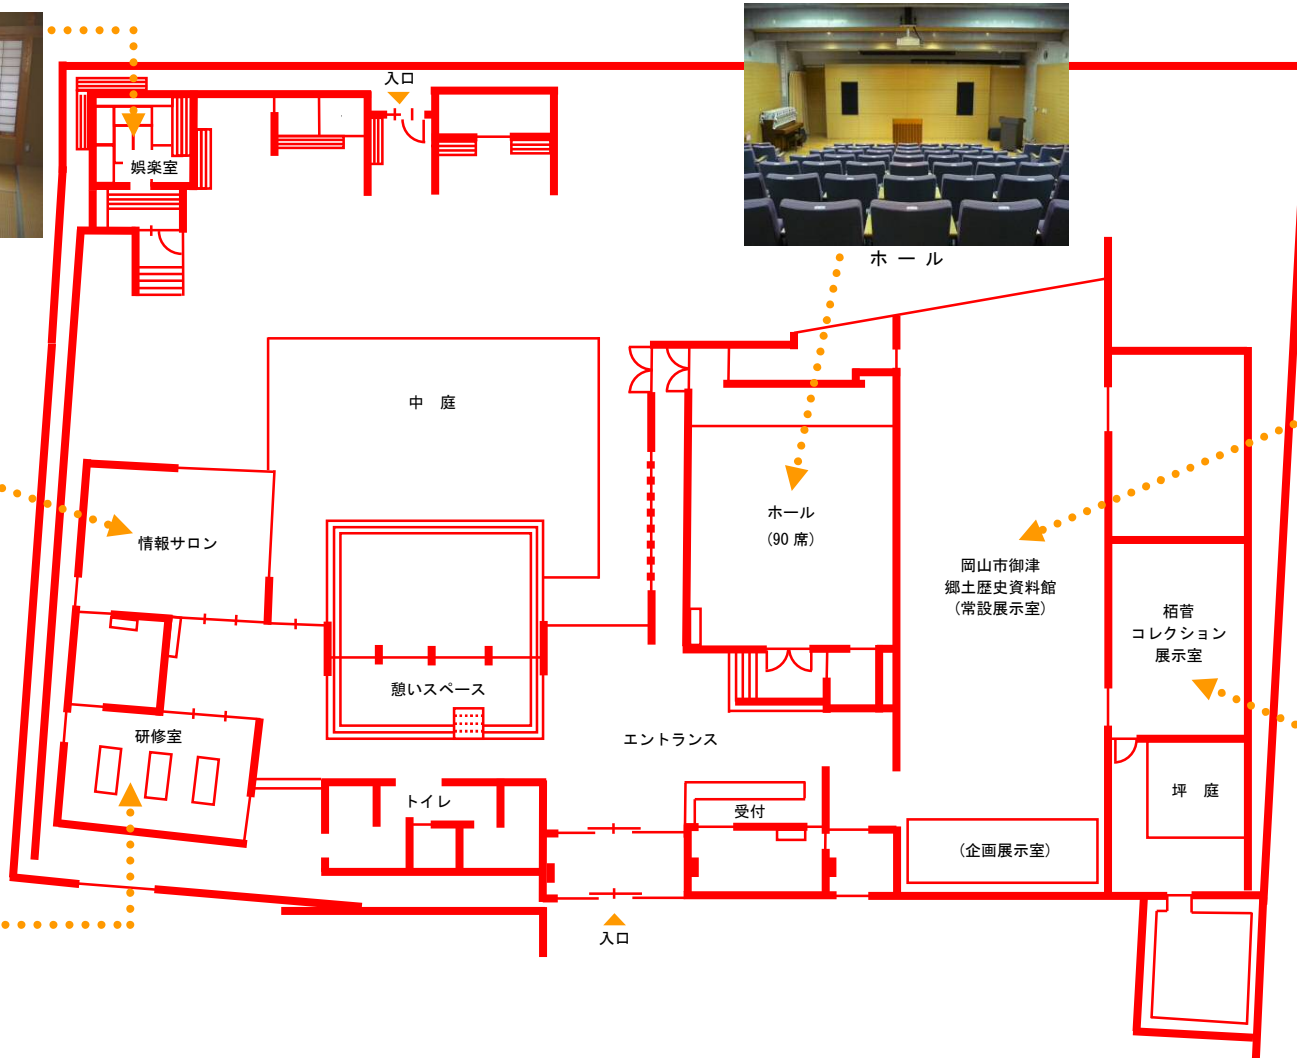 入口
娯楽室
ホ ー ル
中 庭
ホール
(90 席)
情報サロン
岡山市御津
郷土歴史資料館
(常設展示室)
栢菅
コレクション
展示室
憩いスペース
研修室
エントランス
坪 庭
トイレ
受付
(企画展示室)
入口